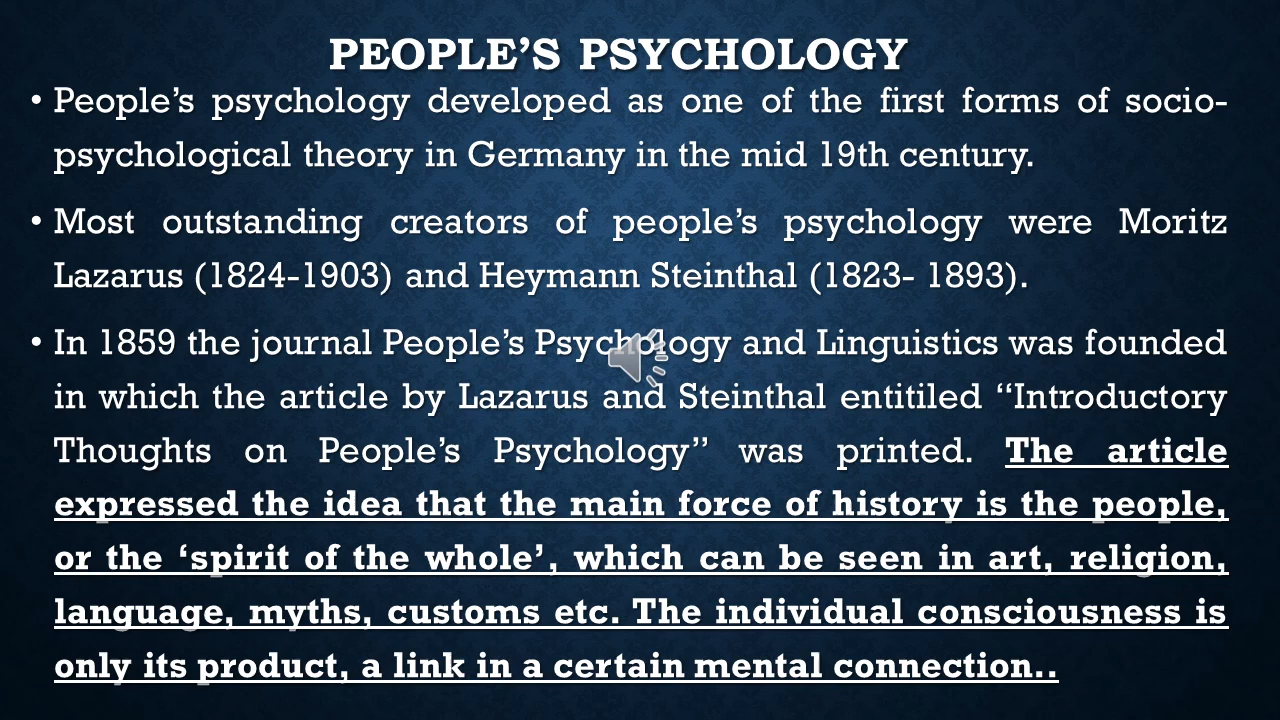 PEOPLE’S PSYCHOLOGY
• People’s psychology developed as one of the first forms of socio-
psychological theory in Germany in the mid 19th century.
• Most outstanding creators of people’s psychology were Moritz
Lazarus (1824-1903) and Heymann Steinthal (1823- 1893).
• In 1859 the journal People’s Psychology and Linguistics was founded
in which the article by Lazarus and Steinthal entitiled “Introductory
Thoughts on People’s Psychology” was printed. The article
expressed the idea that the main force of history is the people,
or the ‘spirit of the whole’, which can be seen in art, religion,
language, myths, customs etc. The individual consciousness is
only its product, a link in a certain mental connection..